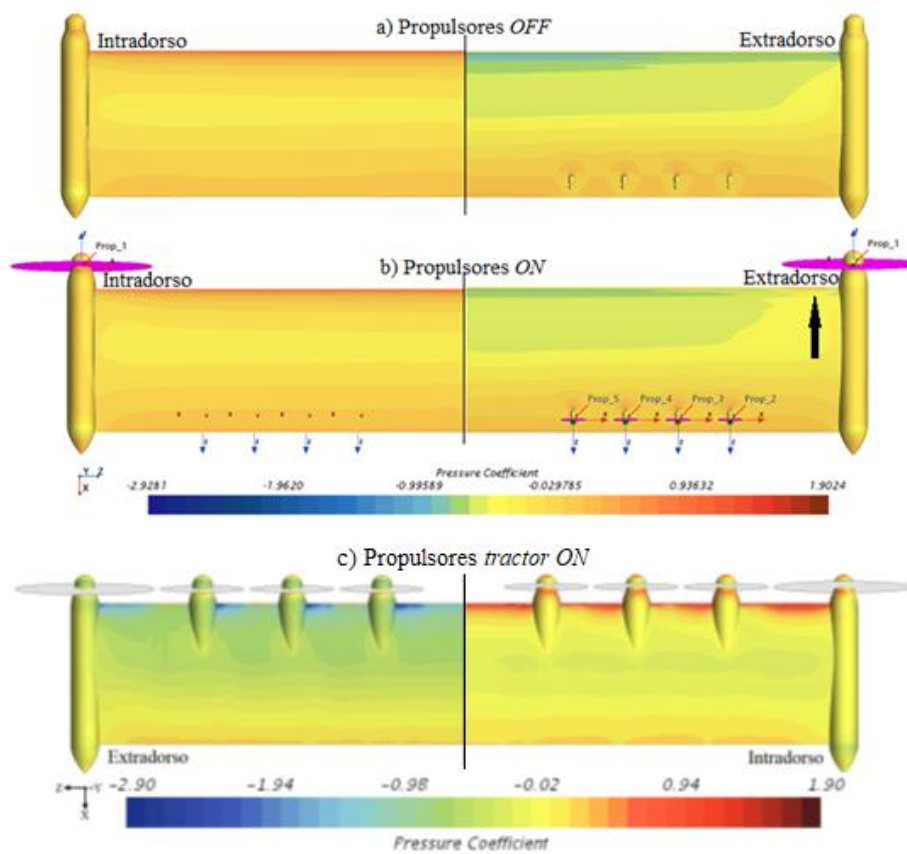 a) Propulsores OFF
Intradorso
Extradorso
Prop_1
Prop_1
b) Propulsores ON
Intradorso
Extradorso
Prop_5
Prop_4
Prop_3
Prop_2
Pressure Coefficient
-2.9281 -1.9620 -0.99589 -0.029785 0.93632 1.9024
Y Z
X
c) Propulsores tractor ON
Extradorso
Intradorso
-2.90 -1.94 -0.98 -0.02 0.94 1.90
Z
X
Pressure Coefficient